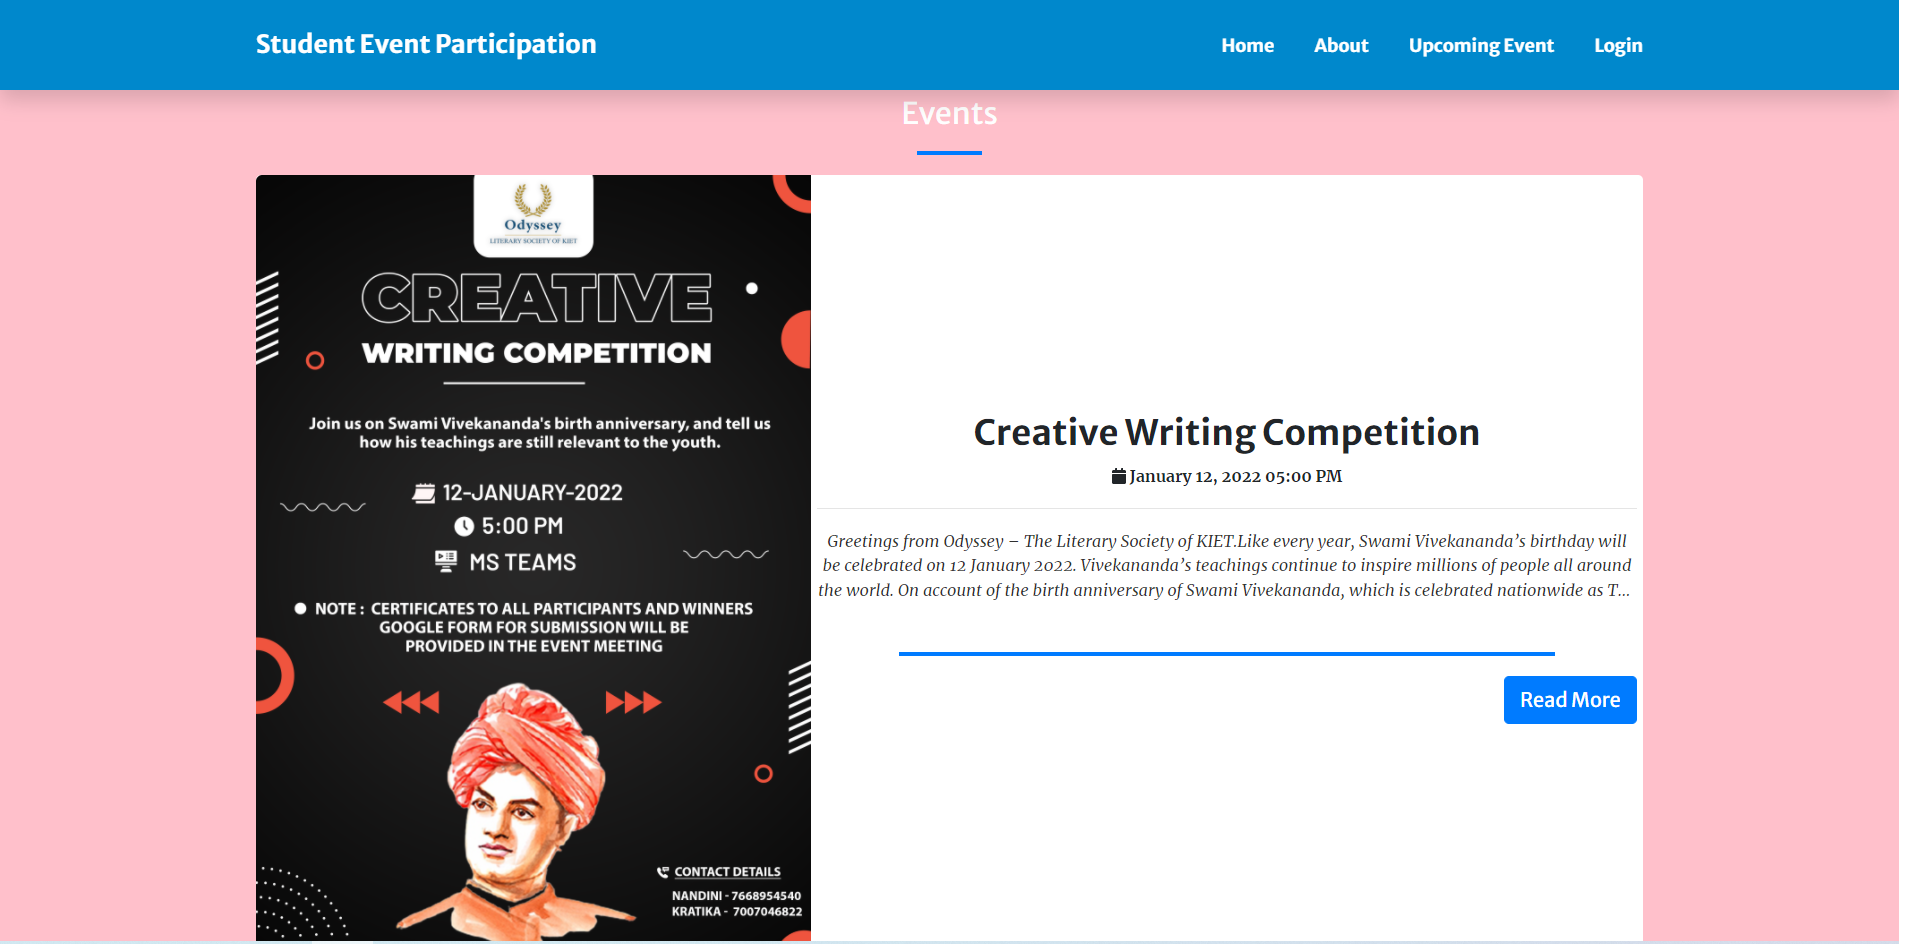 Student Event Participation
Home
About
Upcoming Event
Login
Events
Odyssey
LITERARY SOCIETY OF KIET
CREATIVE
WRITING COMPETITION
Join us on Swami Vivekananda's birth anniversary, and tell us
how his teachings are still relevant to the youth.
12-JANUARY-2022
5:00 PM
MS TEAMS
NOTE : CERTIFICATES TO ALL PARTICIPANTS AND WINNERS
GOOGLE FORM FOR SUBMISSION WILL BE
PROVIDED IN THE EVENT MEETING
CONTACT DETAILS
NANDINI - 7668954540
KRATIKA - 7007046822
Creative Writing Competition
January 12, 2022 05:00 PM
Greetings from Odyssey – The Literary Society of KIET.Like every year, Swami Vivekananda’s birthday will
be celebrated on 12 January 2022. Vivekananda’s teachings continue to inspire millions of people all around
the world. On account of the birth anniversary of Swami Vivekananda, which is celebrated nationwide as T...
Read More